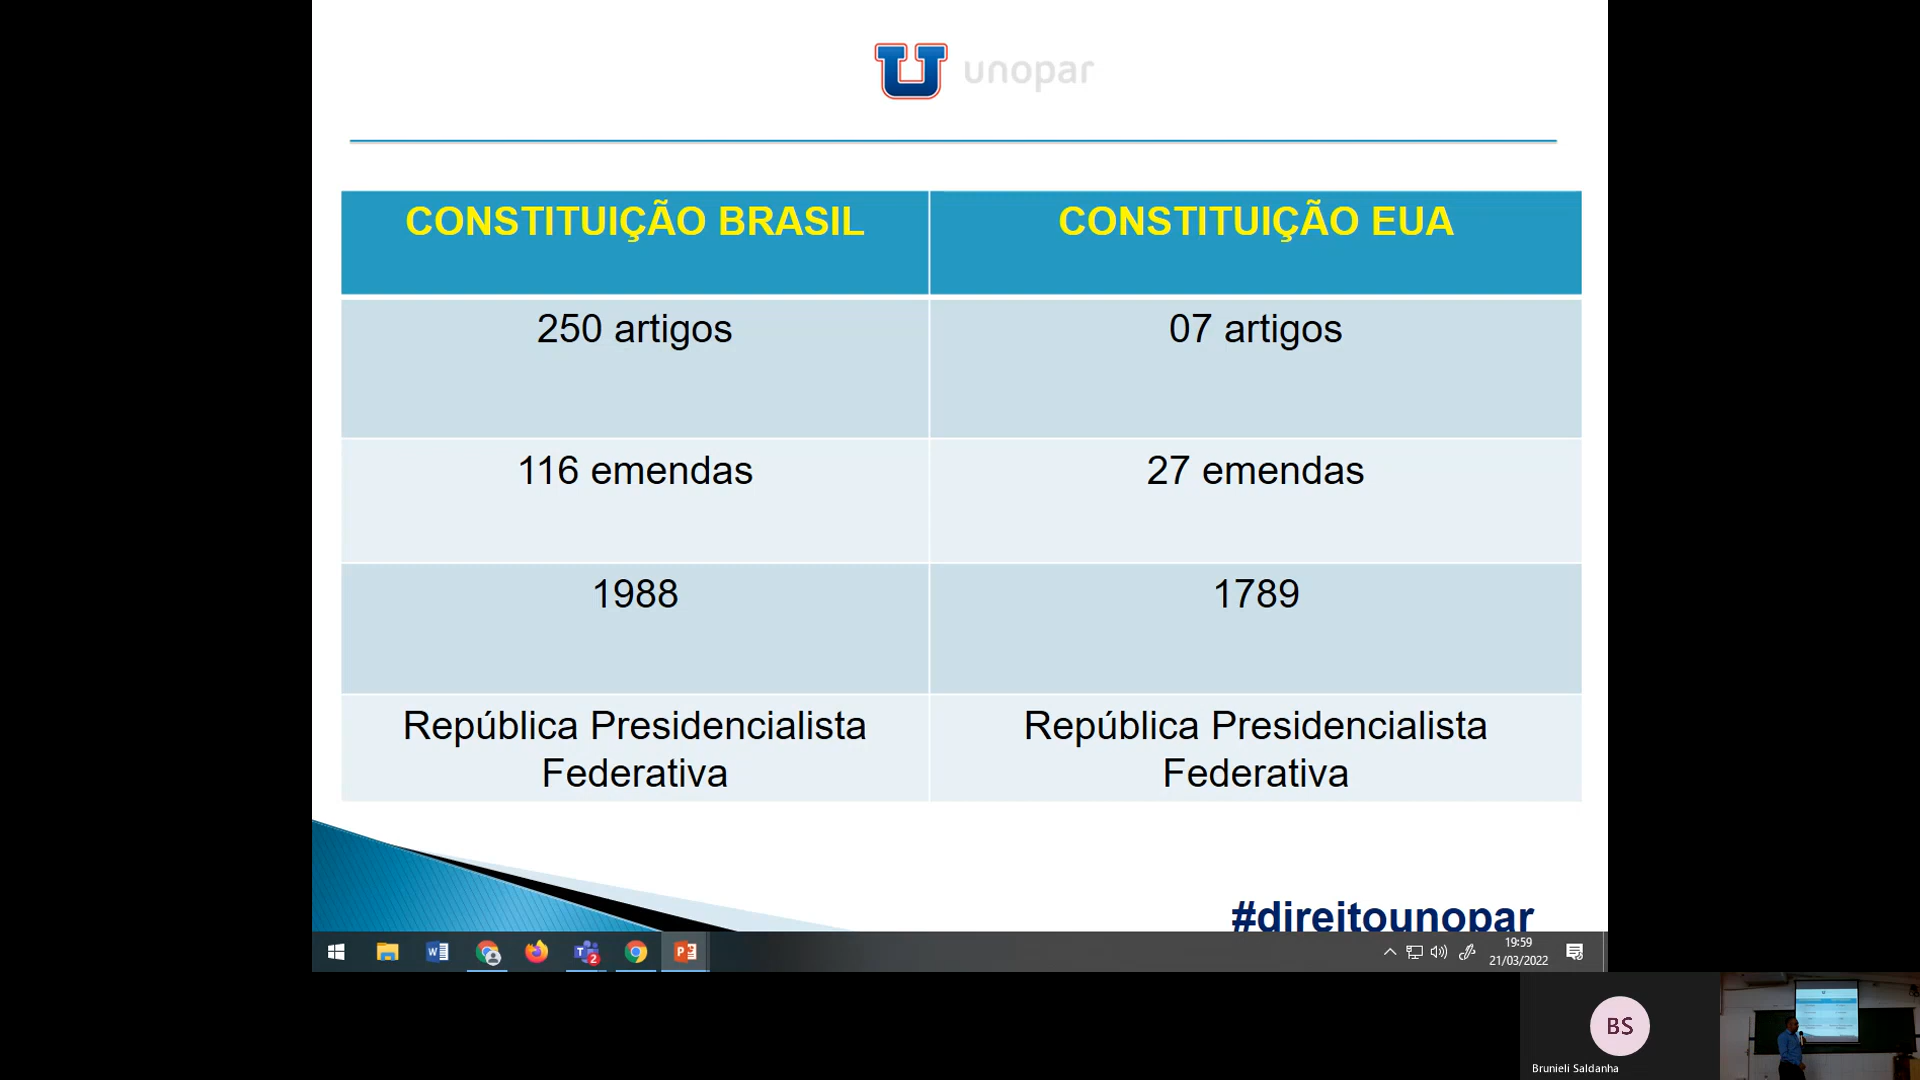 unopar
CONSTITUIÇÃO BRASIL
CONSTITUIÇÃO EUA
250 artigos
07 artigos
116 emendas
27 emendas
1988
1789
República Presidencialista
Federativa
República Presidencialista
Federativa
#direitounopar
2
19:59
21/03/2022
BS
Brunieli Saldanha